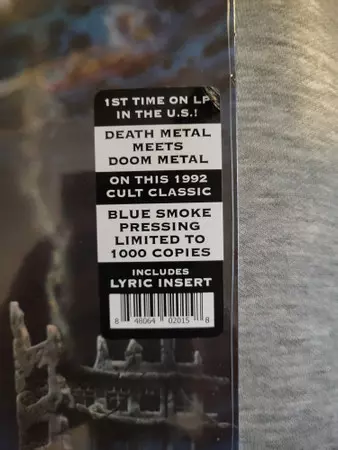 1ST TIME ON LP
IN THE U.S.!
DEATH METAL
MEETS
DOOM METAL
ON THIS 1992
CULT CLASSIC
BLUE SMOKE
PRESSING
LIMITED TO
1000 COPIES
INCLUDES
LYRIC INSERT
8 48064 02015 8